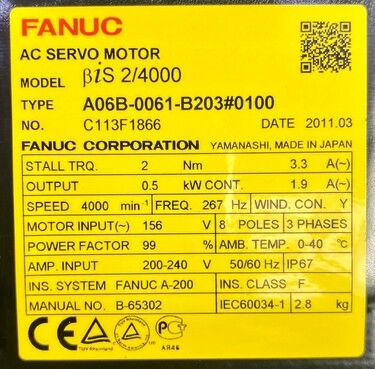 FANUC
AC SERVO MOTOR
MODEL βiS 2/4000
TYPE A06B-0061-B203#0100
NO. C113F1866 DATE 2011.03
FANUC CORPORATION YAMANASHI, MADE IN JAPAN
STALL TRQ. 2 Nm 3.3 A(~)
OUTPUT 0.5 kW CONT. 1.9 A(~)
SPEED 4000 min⁻¹ FREQ. 267 Hz WIND. CON. Y
MOTOR INPUT(~) 156 V 8 POLES 3 PHASES
POWER FACTOR 99 % AMB. TEMP. 0-40 ℃
AMP. INPUT 200-240 V 50/60 Hz IP67
INS. SYSTEM FANUC A-200 INS. CLASS F
MANUAL NO. B-65302 IEC60034-1 2.8 kg
CE